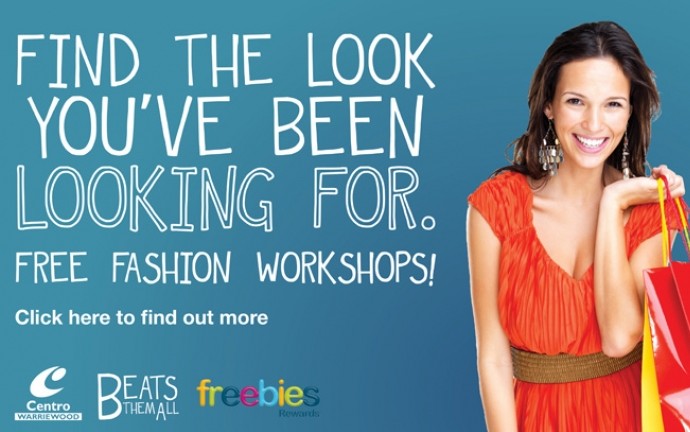 FIND THE LOOK
YOU'VE BEEN
LOOKING FOR.
FREE FASHION WORKSHOPS!
Click here to find out more
Centro
WARRIEWOOD
BEATS
THEM ALL
freebies
Rewards